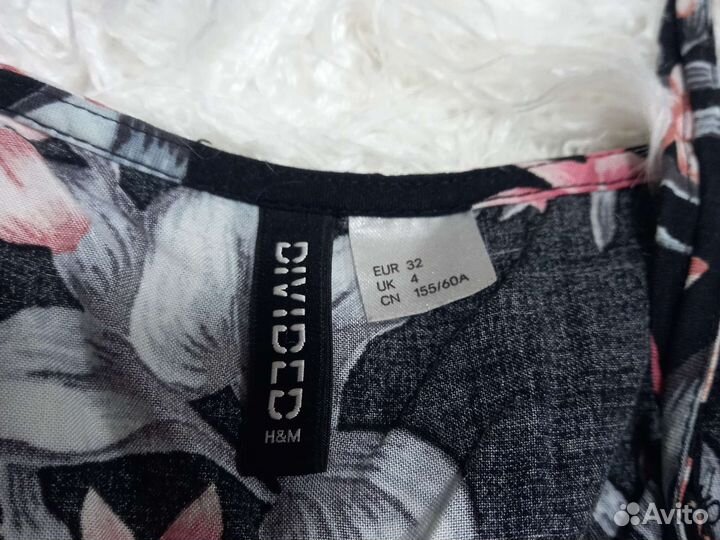 DIVIDED
H&M
EUR 32
UK 4
CN 155/60A
Avito